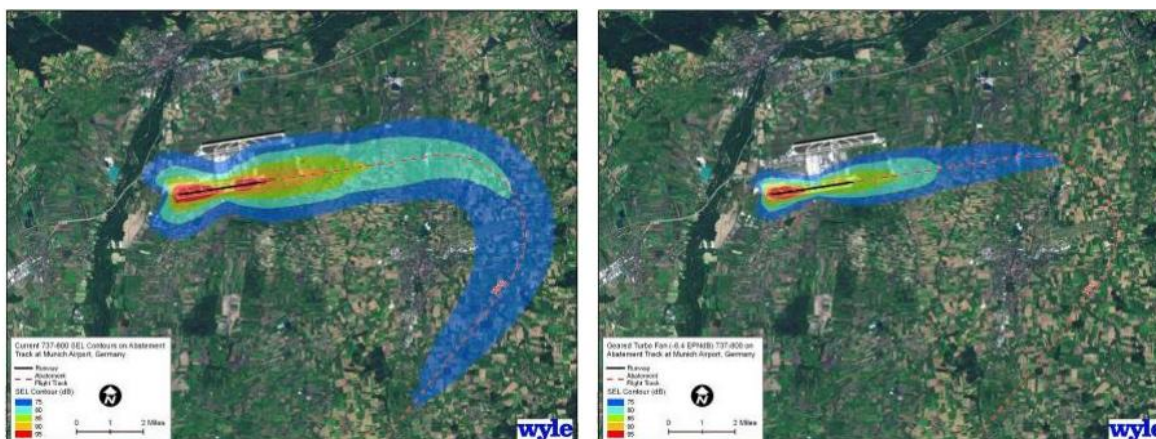 Current 737-800 SEL Contours on Abatement
Track at Munich Airport, Germany
Runway
Abatement
Flight Track
N
SEL Contour (dB)
75
80
85
90
95
0 1 2 Miles
wyle
Geared Turbo Fan (-8.4 EPNdB) 737-800 on
Abatement Track at Munich Airport, Germany
Runway
Abatement
Flight Track
N
SEL Contour (dB)
75
80
85
90
95
0 1 2 Miles
wyle